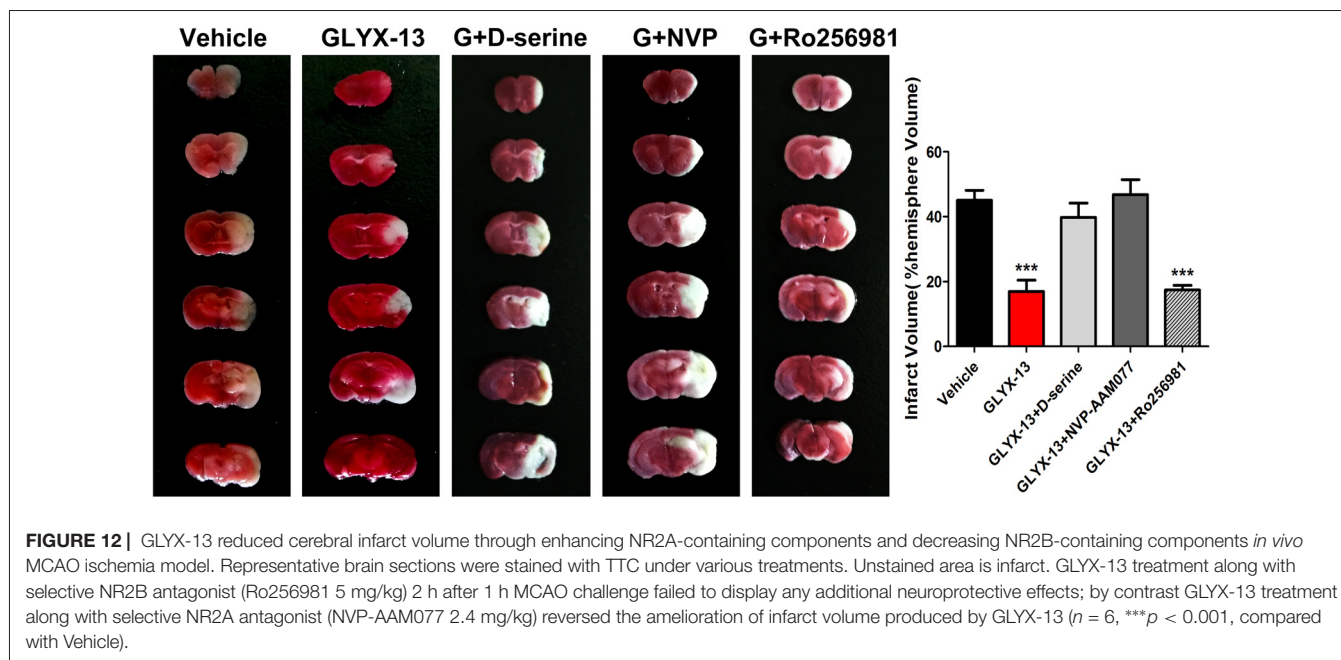 Vehicle GLYX-13 G+D-serine G+NVP G+Ro256981
Infarct Volume( %hemisphere Volume)
60
40
20
0
***
***
Vehicle
GLYX-13
GLYX-13+D-serine
GLYX-13+NVP-AAM077
GLYX-13+Ro256981
FIGURE 12 | GLYX-13 reduced cerebral infarct volume through enhancing NR2A-containing components and decreasing NR2B-containing components in vivo
MCAO ischemia model. Representative brain sections were stained with TTC under various treatments. Unstained area is infarct. GLYX-13 treatment along with
selective NR2B antagonist (Ro256981 5 mg/kg) 2 h after 1 h MCAO challenge failed to display any additional neuroprotective effects; by contrast GLYX-13 treatment
along with selective NR2A antagonist (NVP-AAM077 2.4 mg/kg) reversed the amelioration of infarct volume produced by GLYX-13 (n = 6, ***p < 0.001, compared
with Vehicle).